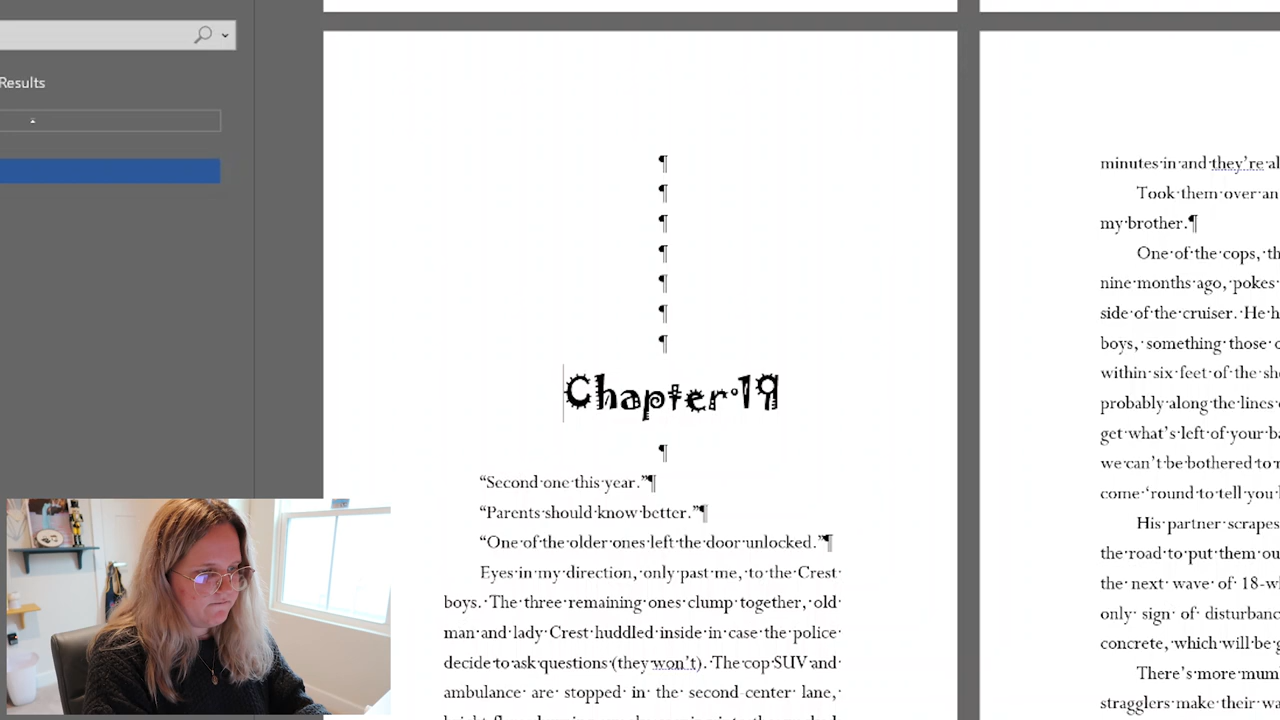 Results
Chapter 19
“Second one this year.”¶
“Parents should know better.”¶
“One of the older ones left the door unlocked.”¶
Eyes in my direction, only past me, to the Crest
boys. The three remaining ones clump together, old
man and lady Crest huddled inside in case the police
decide to ask questions (they won’t). The cop SUV and
ambulance are stopped in the second center lane,
minutes in and they’re al
Took them over an
my brother.¶
One of the cops, th
nine months ago, pokes
side of the cruiser. He h
boys, something those o
within six feet of the sh
probably along the lines
get what’s left of your b
we can’t be bothered to
come ‘round to tell you
His partner scrapes
the road to put them ou
the next wave of 18-w
only sign of disturbanc
concrete, which will be g
There’s more mum
stragglers make their wa